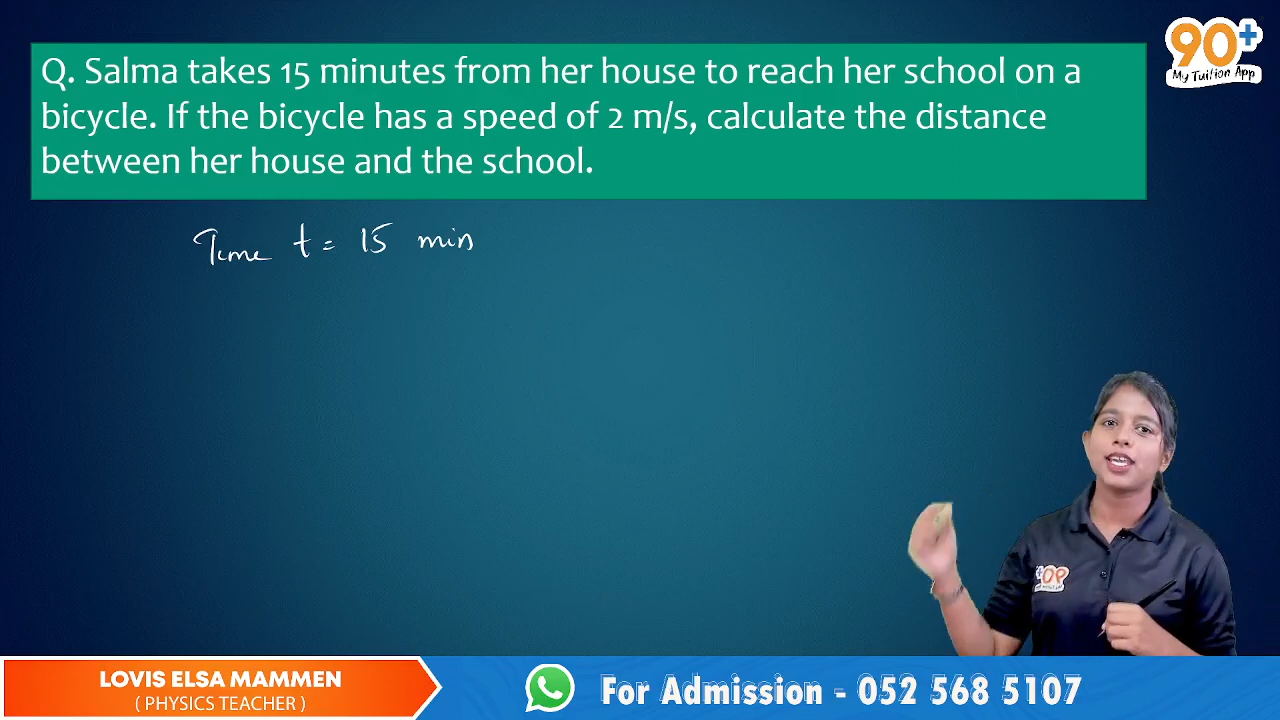 90+
My Tuition App
Q. Salma takes 15 minutes from her house to reach her school on a
bicycle. If the bicycle has a speed of 2 m/s, calculate the distance
between her house and the school.
Time t = 15 min
LOVIS ELSA MAMMEN
( PHYSICS TEACHER )
For Admission - 052 568 5107